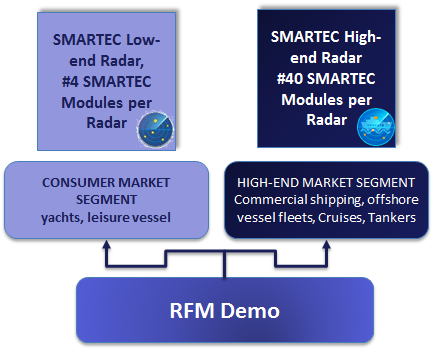 SMARTEC Low-
end Radar,
#4 SMARTEC
Modules per
Radar
SMARTEC High-
end Radar
#40 SMARTEC
Modules per
Radar
CONSUMER MARKET
SEGMENT
yachts, leisure vessel
HIGH-END MARKET SEGMENT
Commercial shipping, offshore
vessel fleets, Cruises, Tankers
RFM Demo